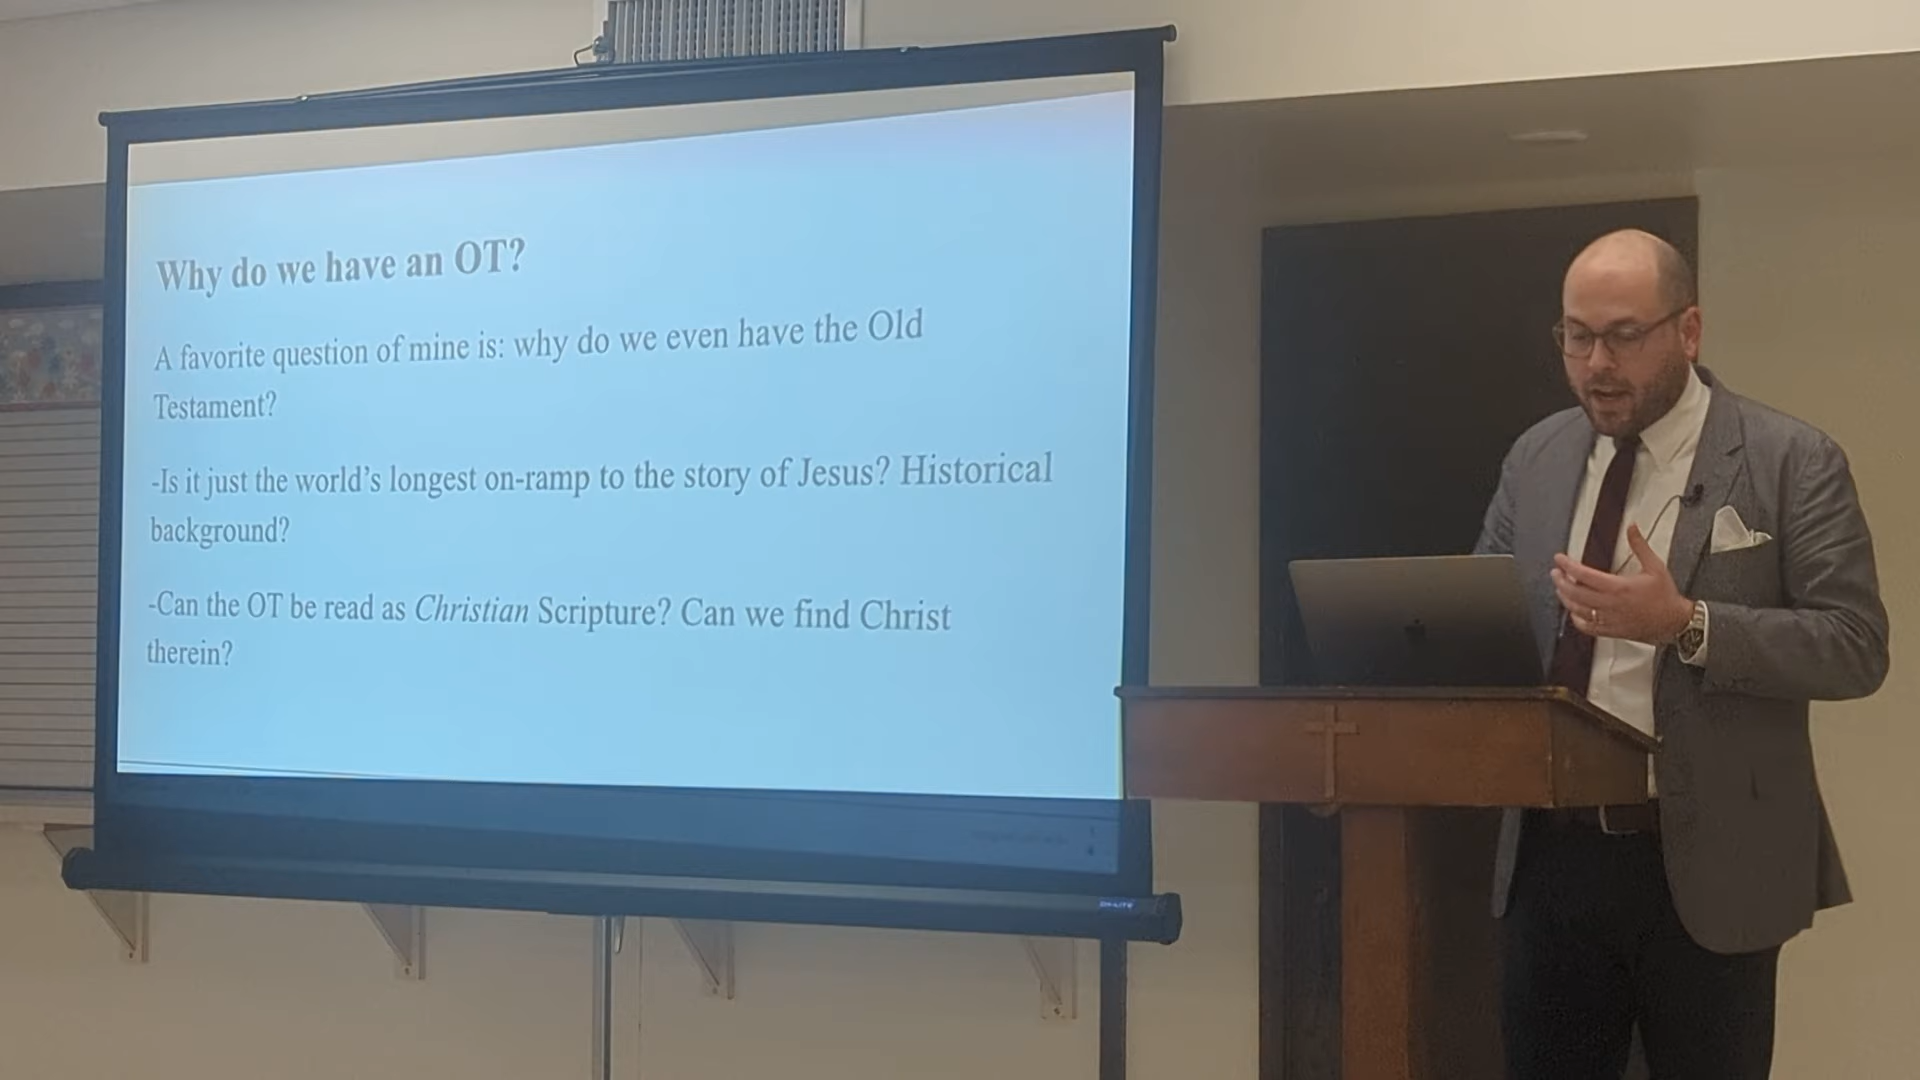 Why do we have an OT?
A favorite question of mine is: why do we even have the Old
Testament?
-Is it just the world’s longest on-ramp to the story of Jesus? Historical
background?
-Can the OT be read as Christian Scripture? Can we find Christ
therein?